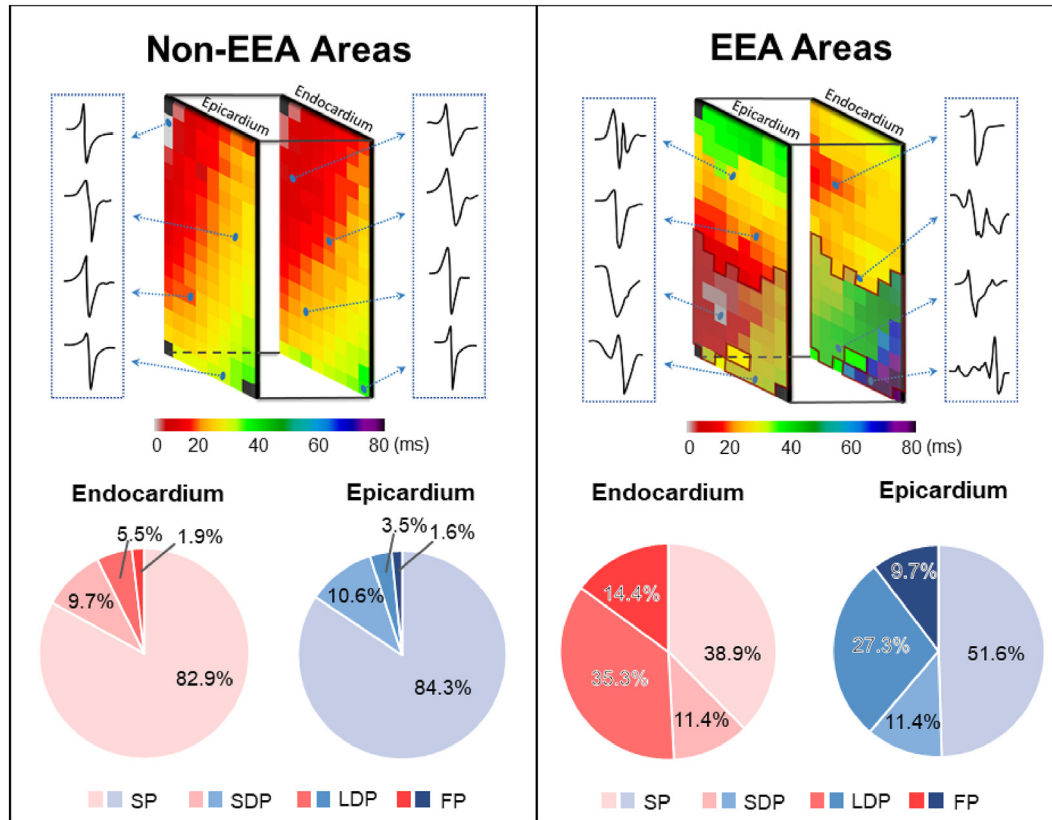 Non-EEA Areas
Epicardium
Endocardium
0 20 40 60 80 (ms)
Endocardium
Epicardium
5.5%
1.9%
9.7%
82.9%
3.5%
1.6%
10.6%
84.3%
SP SDP LDP FP
EEA Areas
Epicardium
Endocardium
0 20 40 60 80 (ms)
Endocardium
Epicardium
14.4%
38.9%
35.3%
11.4%
9.7%
27.3%
51.6%
11.4%
SP SDP LDP FP